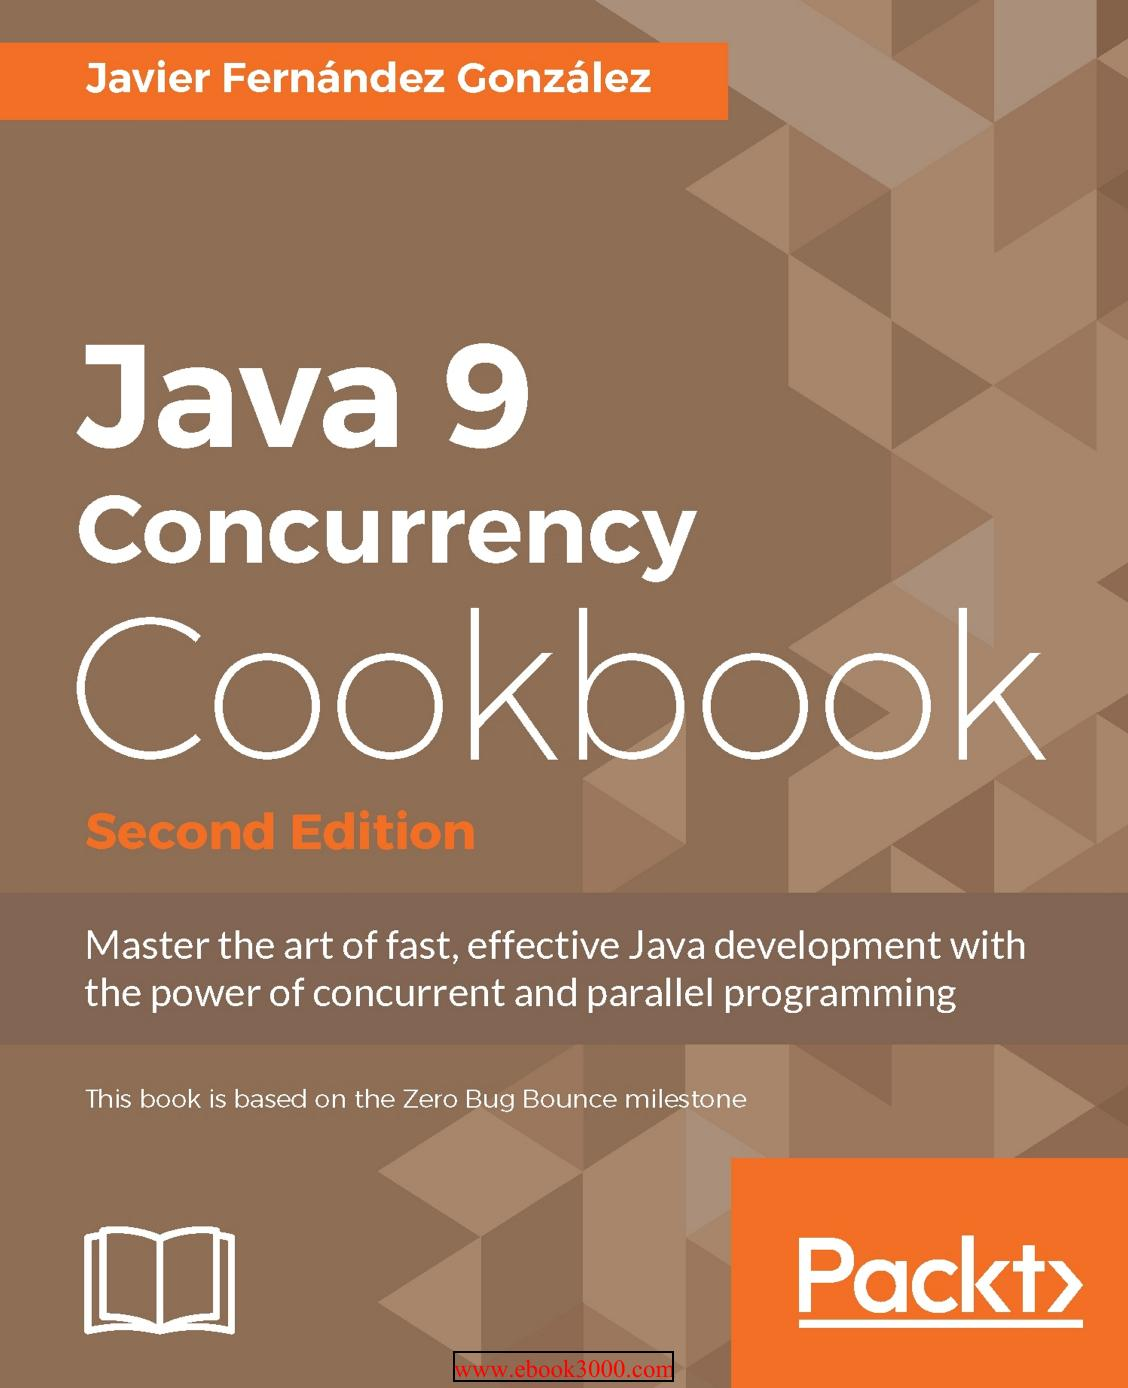 Javier Fernández González
Java 9
Concurrency
Cookbook
Second Edition
Master the art of fast, effective Java development with
the power of concurrent and parallel programming
This book is based on the Zero Bug Bounce milestone
Packt>
www.ebook3000.com